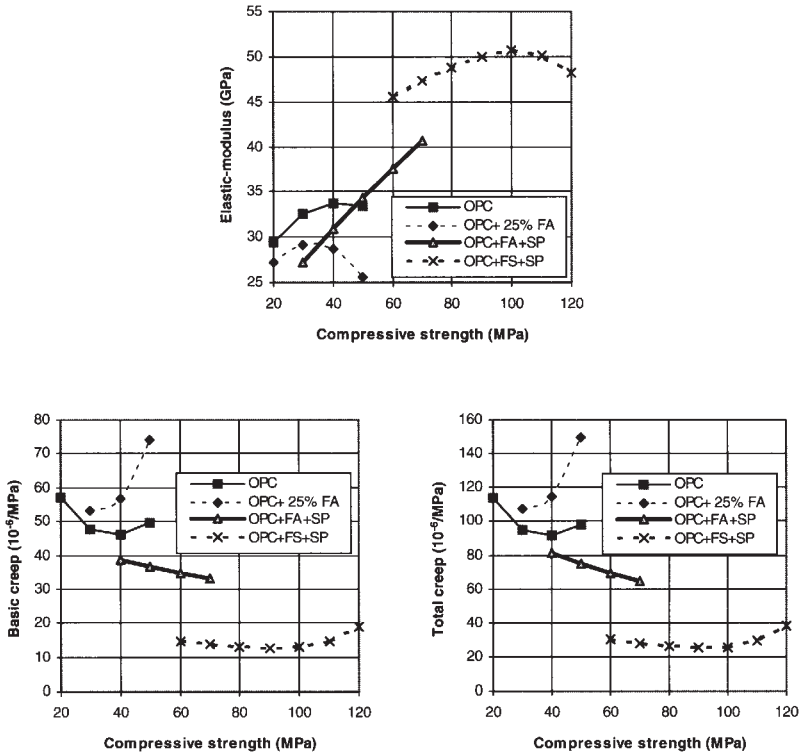 Elastic-modulus (GPa)
55
50
45
40
35
30
25
20
40
60
80
100
120
Compressive strength (MPa)
OPC
OPC+ 25% FA
OPC+FA+SP
OPC+FS+SP
Basic creep (10⁻⁶/MPa)
80
70
60
50
40
30
20
10
0
20
40
60
80
100
120
Compressive strength (MPa)
OPC
OPC+ 25% FA
OPC+FA+SP
OPC+FS+SP
Total creep (10⁻⁶/MPa)
160
140
120
100
80
60
40
20
0
20
40
60
80
100
120
Compressive strength (MPa)
OPC
OPC+ 25% FA
OPC+FA+SP
OPC+FS+SP